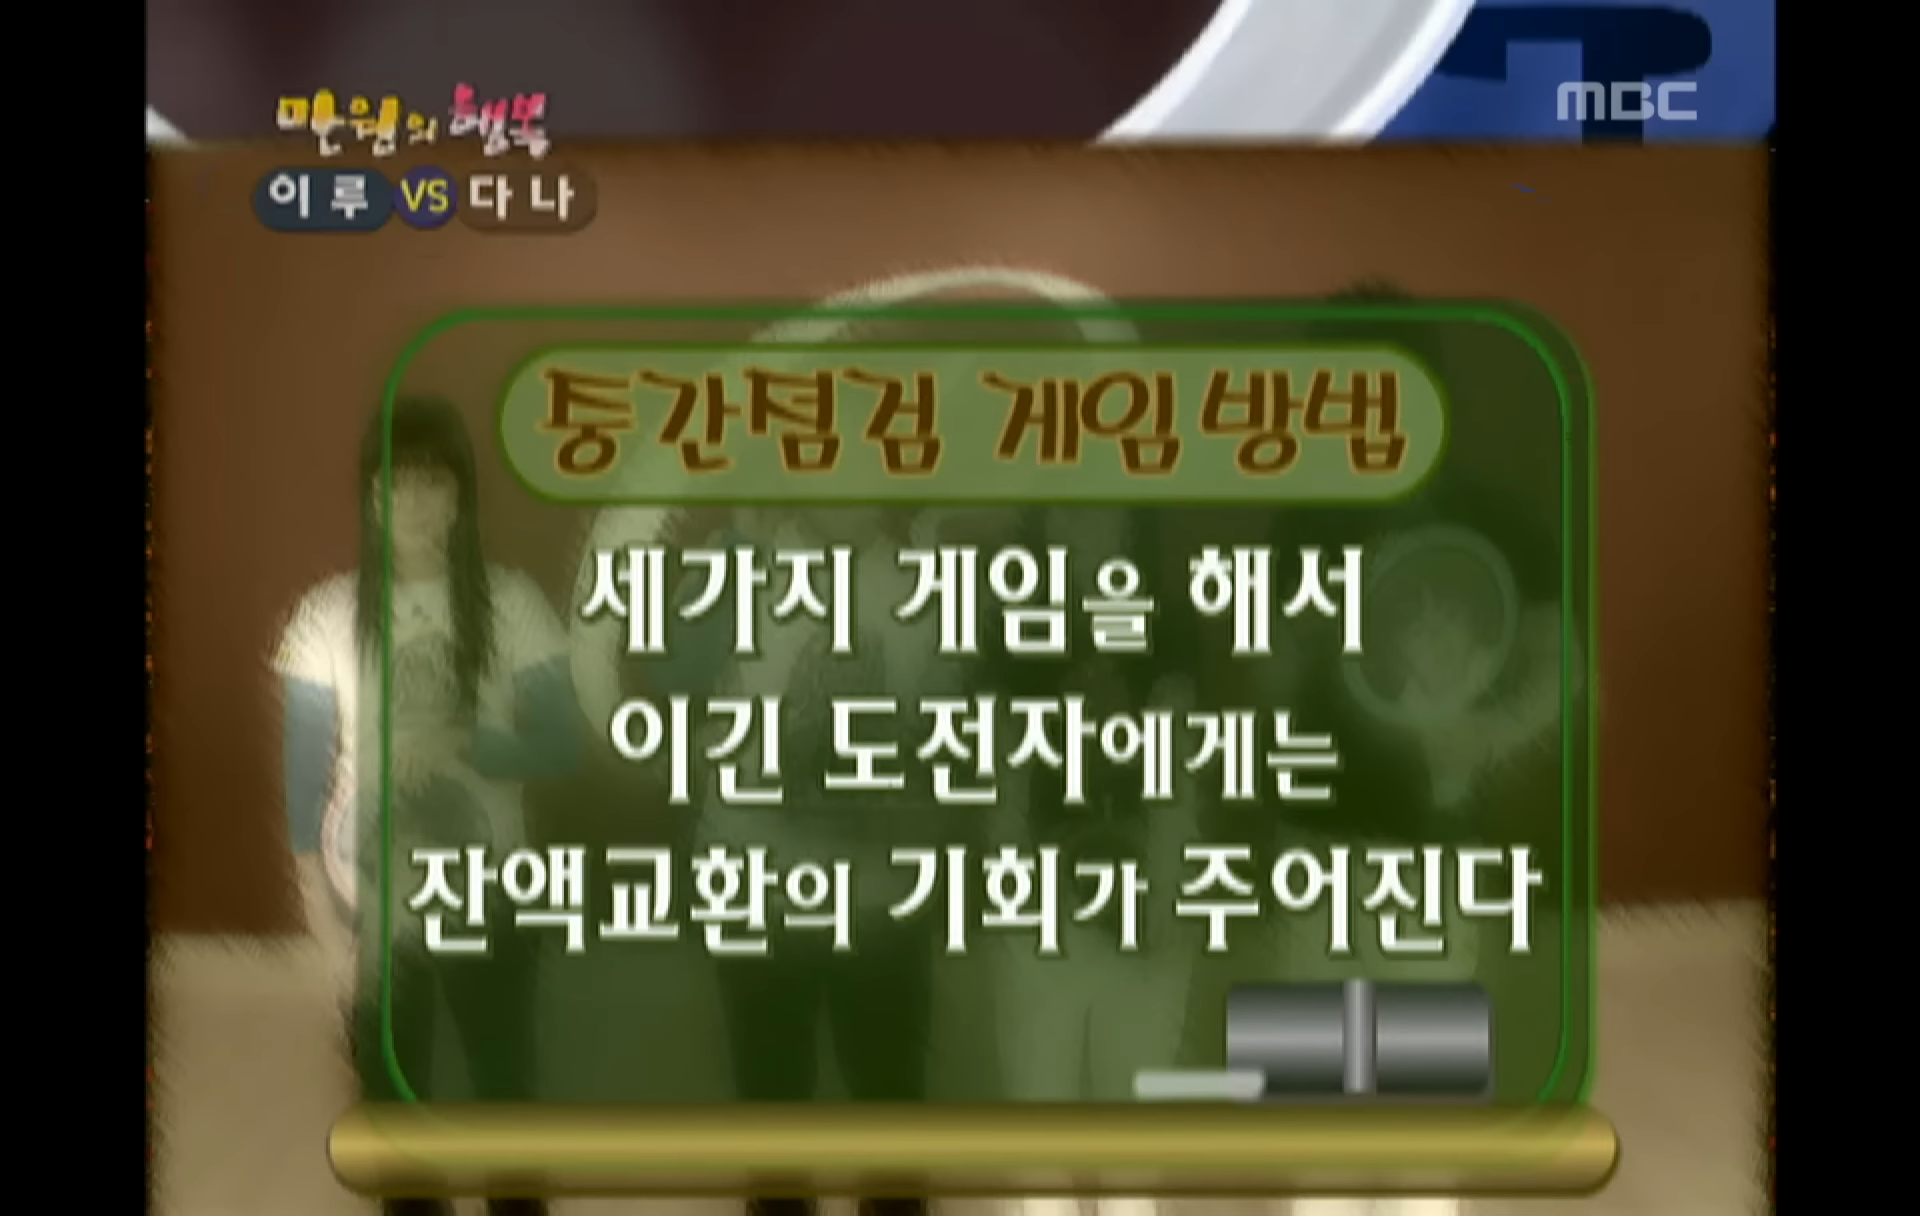 만원의 행복
MBC
이루 VS 다나
중간점검 게임방법
세가지 게임을 해서
이긴 도전자에게는
잔액교환의 기회가 주어진다